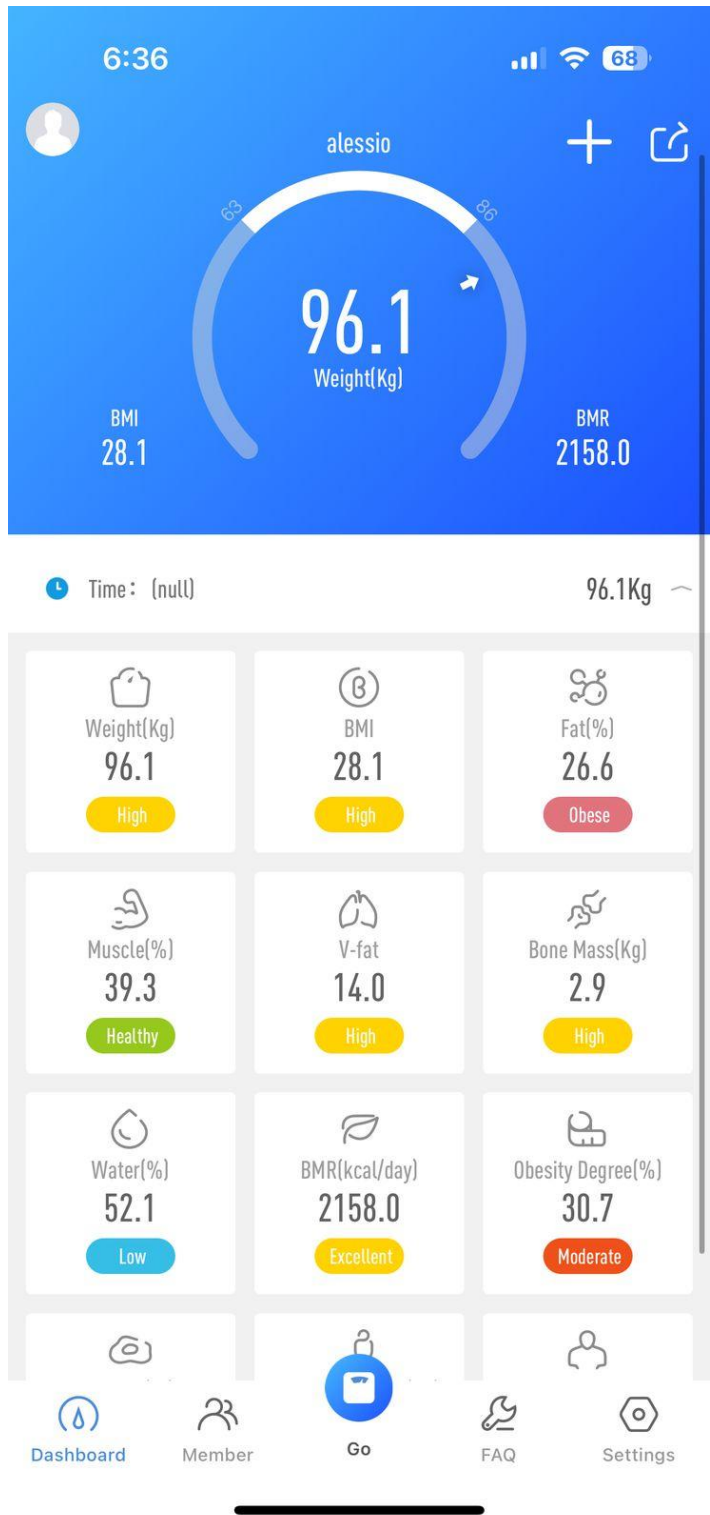 6:36
68
alessio
63
86
96.1
Weight(Kg)
BMI
28.1
BMR
2158.0
Time: (null)
96.1Kg
Weight(Kg)
96.1
High
BMI
28.1
High
Fat(%)
26.6
Obese
Muscle(%)
39.3
Healthy
V-fat
14.0
High
Bone Mass(Kg)
2.9
High
Water(%)
52.1
Low
BMR(kcal/day)
2158.0
Excellent
Obesity Degree(%)
30.7
Moderate
Dashboard
Member
Go
FAQ
Settings